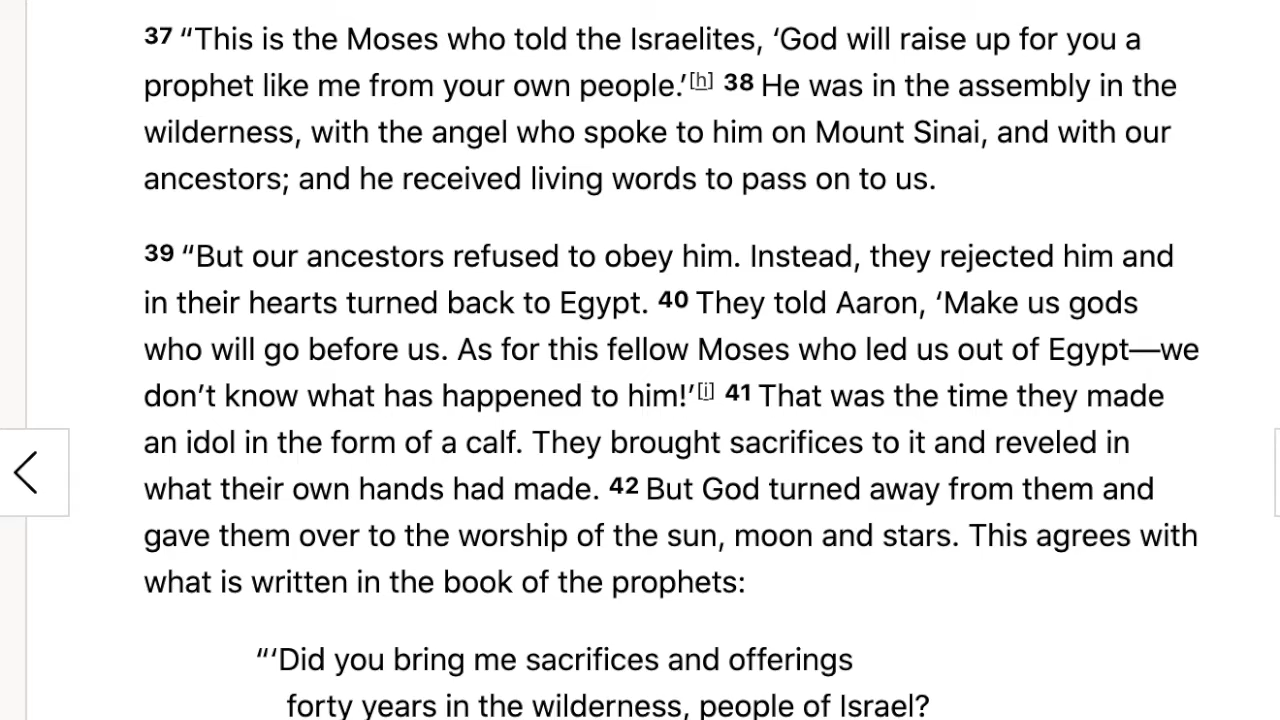 37 “This is the Moses who told the Israelites, ‘God will raise up for you a
prophet like me from your own people.’[h] 38 He was in the assembly in the
wilderness, with the angel who spoke to him on Mount Sinai, and with our
ancestors; and he received living words to pass on to us.
39 “But our ancestors refused to obey him. Instead, they rejected him and
in their hearts turned back to Egypt. 40 They told Aaron, ‘Make us gods
who will go before us. As for this fellow Moses who led us out of Egypt—we
don’t know what has happened to him!’[i] 41 That was the time they made
an idol in the form of a calf. They brought sacrifices to it and reveled in
what their own hands had made. 42 But God turned away from them and
gave them over to the worship of the sun, moon and stars. This agrees with
what is written in the book of the prophets:
“‘Did you bring me sacrifices and offerings
forty years in the wilderness, people of Israel?